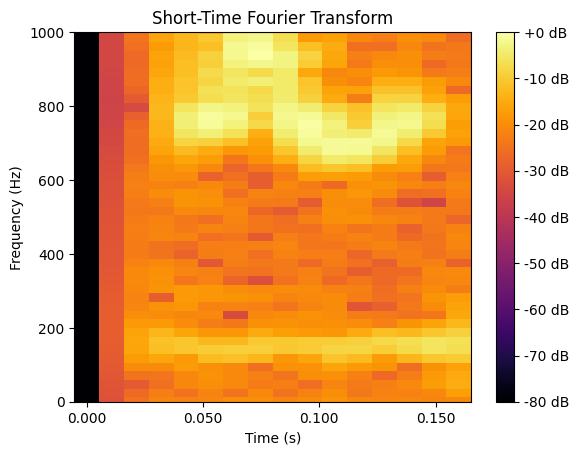 Short-Time Fourier Transform
1000
800
600
400
200
0
Frequency (Hz)
0.000
0.050
0.100
0.150
Time (s)
+0 dB
-10 dB
-20 dB
-30 dB
-40 dB
-50 dB
-60 dB
-70 dB
-80 dB